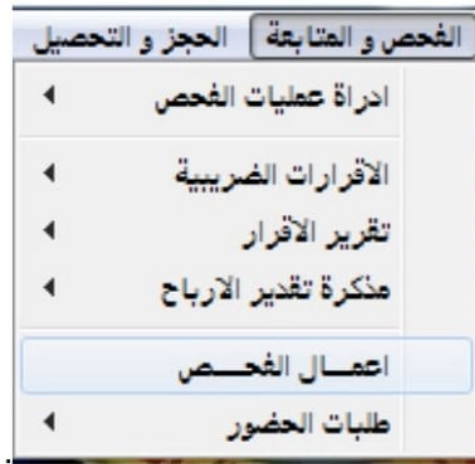 الفحص و المتابعة الحجز و التحصيل
ادراة عمليات الفحص
الاقرارات الضريبية
تقرير الاقرار
مذكرة تقدير الارباح
اعمـــال الفحـــص
طلبات الحضور